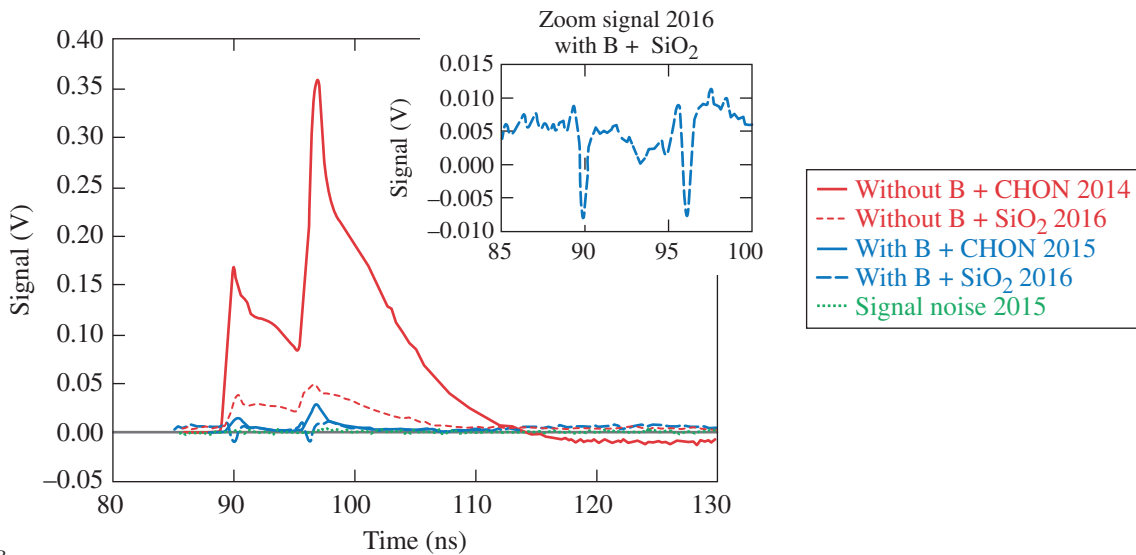 Zoom signal 2016
with B + SiO2
0.015
0.010
0.005
0.000
–0.005
–0.010
85
90
95
100
Signal (V)
0.40
0.35
0.30
0.25
0.20
0.15
0.10
0.05
0.00
–0.05
80
90
100
110
120
130
Signal (V)
Time (ns)
Without B + CHON 2014
Without B + SiO2 2016
With B + CHON 2015
With B + SiO2 2016
Signal noise 2015